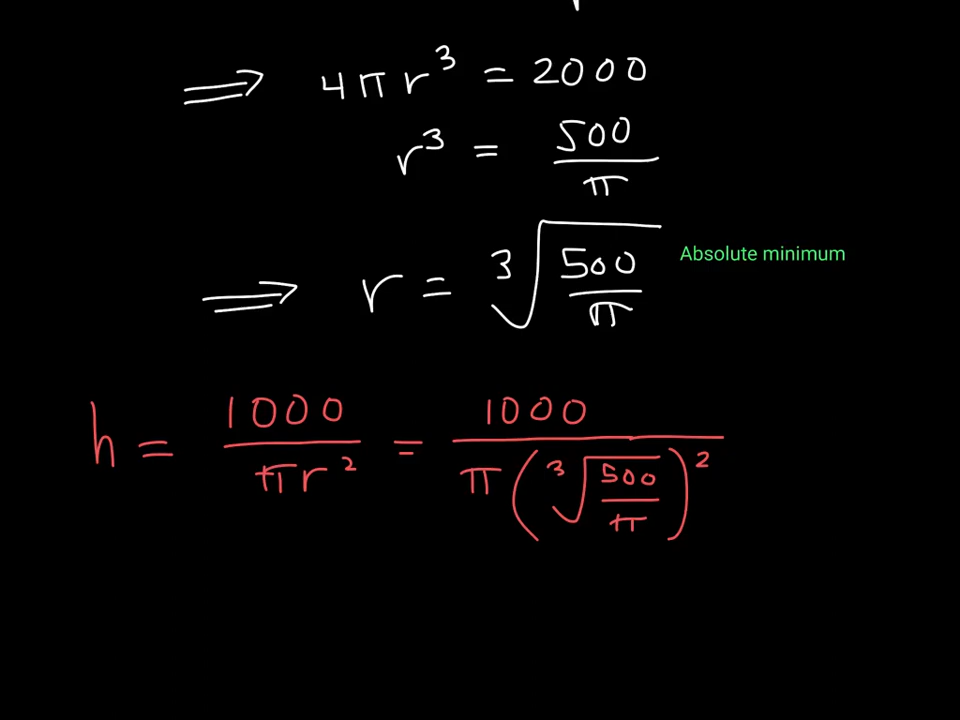 ⟹ 4πr³ = 2000
r³ = 500/π
⟹ r = ∛(500/π) Absolute minimum
h = 1000/(πr²) = 1000/(π(∛(500/π))²)